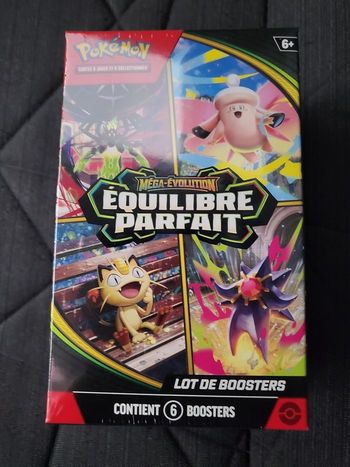 Pokémon
CARTES À JOUER ET À COLLECTIONNER
6+
MÉGA-ÉVOLUTION
ÉQUILIBRE
PARFAIT
LOT DE BOOSTERS
CONTIENT 6 BOOSTERS